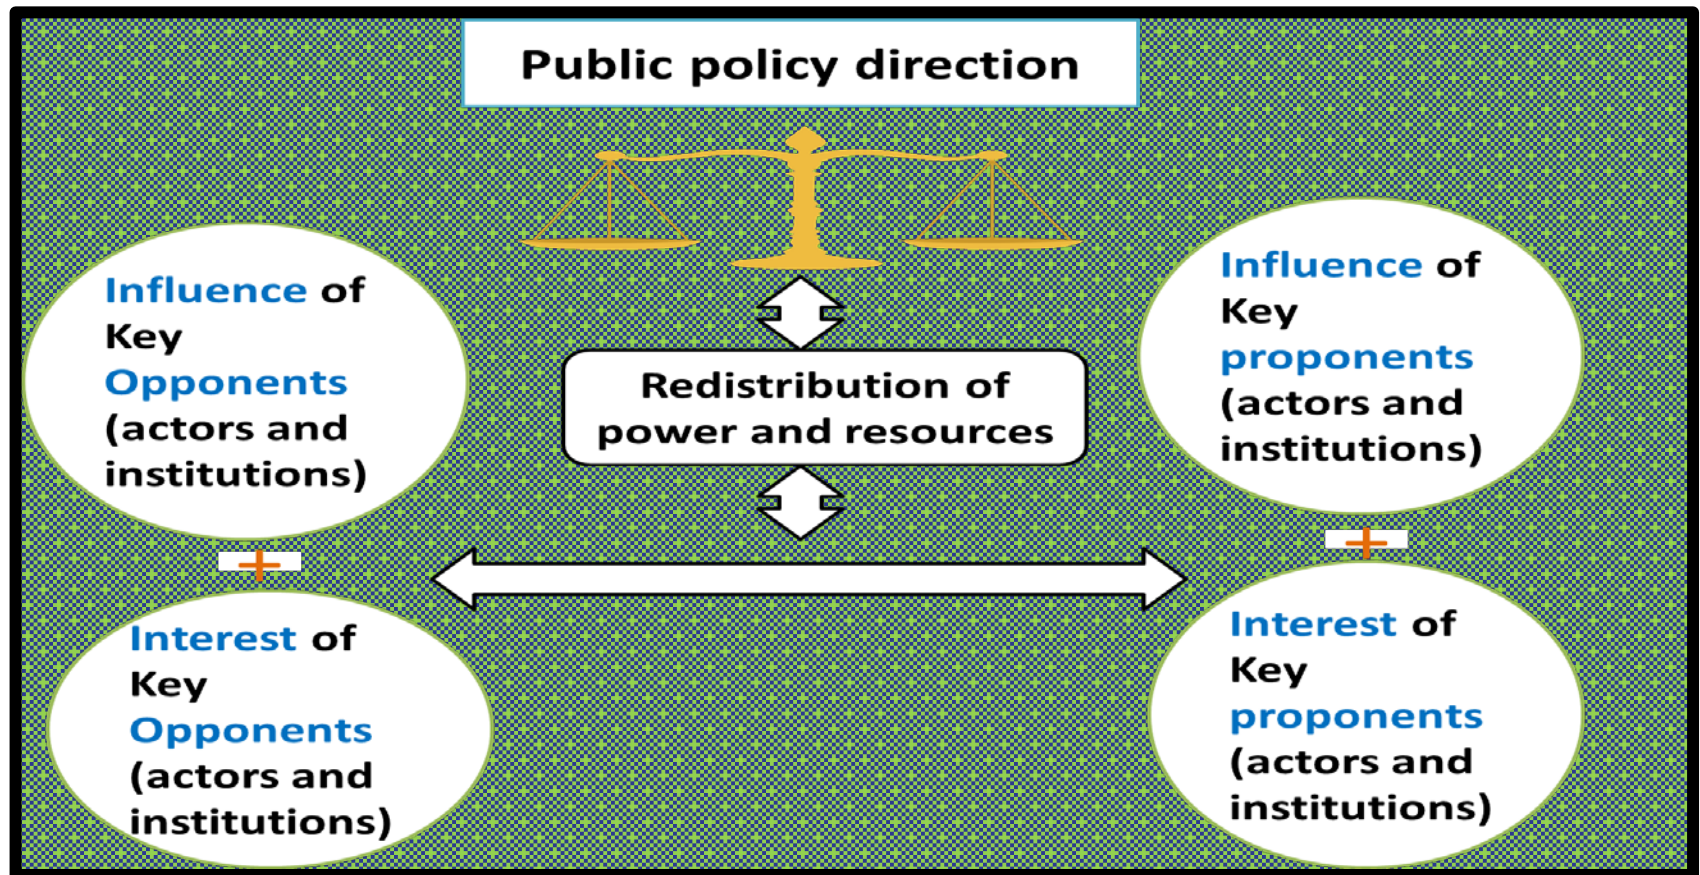 Public policy direction
Influence of
Key
Opponents
(actors and
institutions)
+
Interest of
Key
Opponents
(actors and
institutions)
Redistribution of
power and resources
Influence of
Key
proponents
(actors and
institutions)
+
Interest of
Key
proponents
(actors and
institutions)